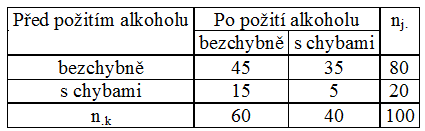 Před požitím alkoholu Po požití alkoholu nj.
bezchybně s chybami
bezchybně 45 35 80
s chybami 15 5 20
n.k 60 40 100